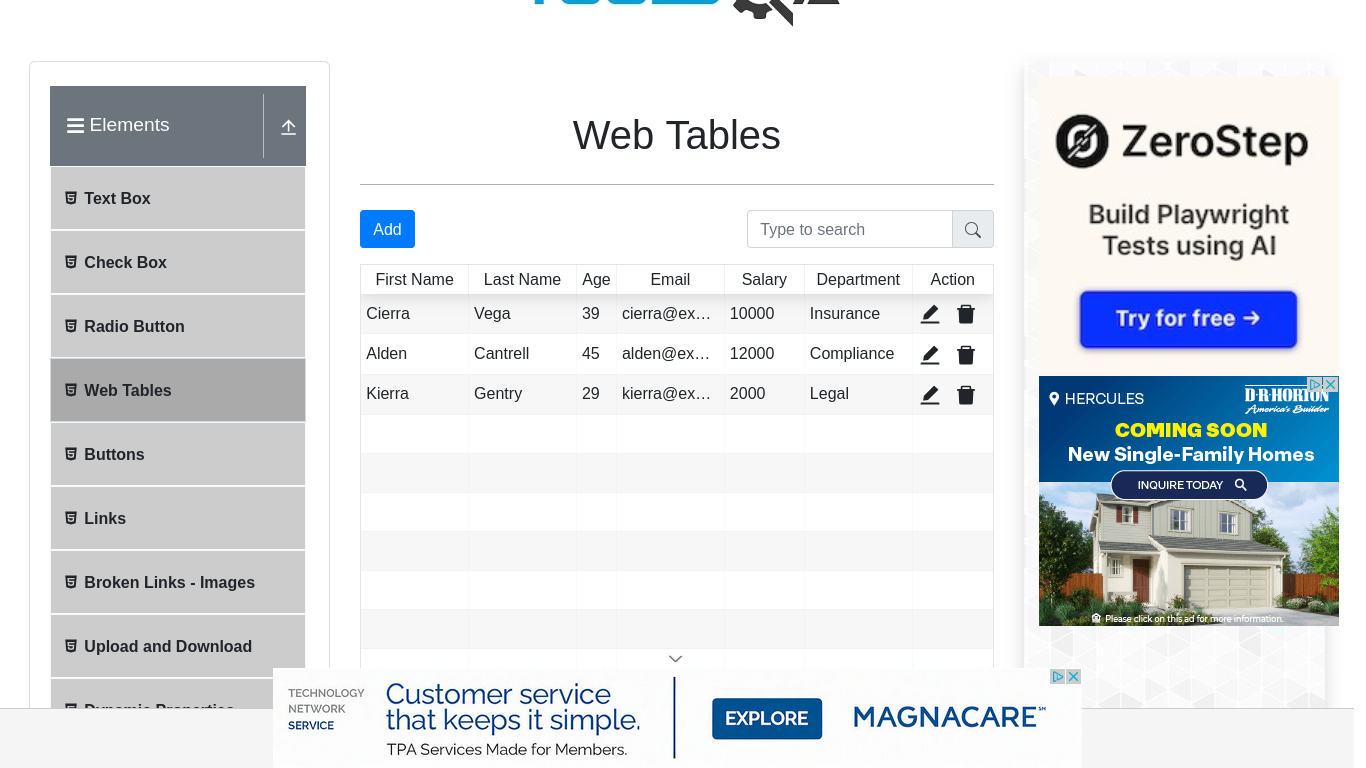 Elements
Text Box
Check Box
Radio Button
Web Tables
Buttons
Links
Broken Links - Images
Upload and Download
Web Tables
Add
Type to search
First Name Last Name Age Email Salary Department Action
Cierra Vega 39 cierra@ex… 10000 Insurance
Alden Cantrell 45 alden@ex… 12000 Compliance
Kierra Gentry 29 kierra@ex… 2000 Legal
ZeroStep
Build Playwright
Tests using AI
Try for free →
HERCULES
D·R·HORTON
America's Builder
COMING SOON
New Single-Family Homes
INQUIRE TODAY
Please click on this ad for more information.
TECHNOLOGY
NETWORK
SERVICE
Customer service
that keeps it simple.
TPA Services Made for Members.
EXPLORE
MAGNACARE℠